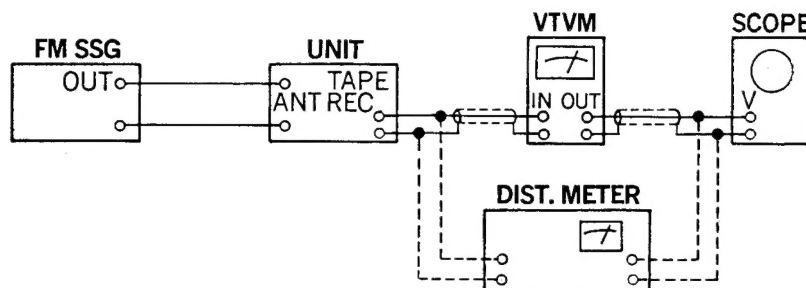 FM SSG
OUT
UNIT
TAPE
ANT REC
VTVM
IN OUT
SCOPE
V
DIST. METER